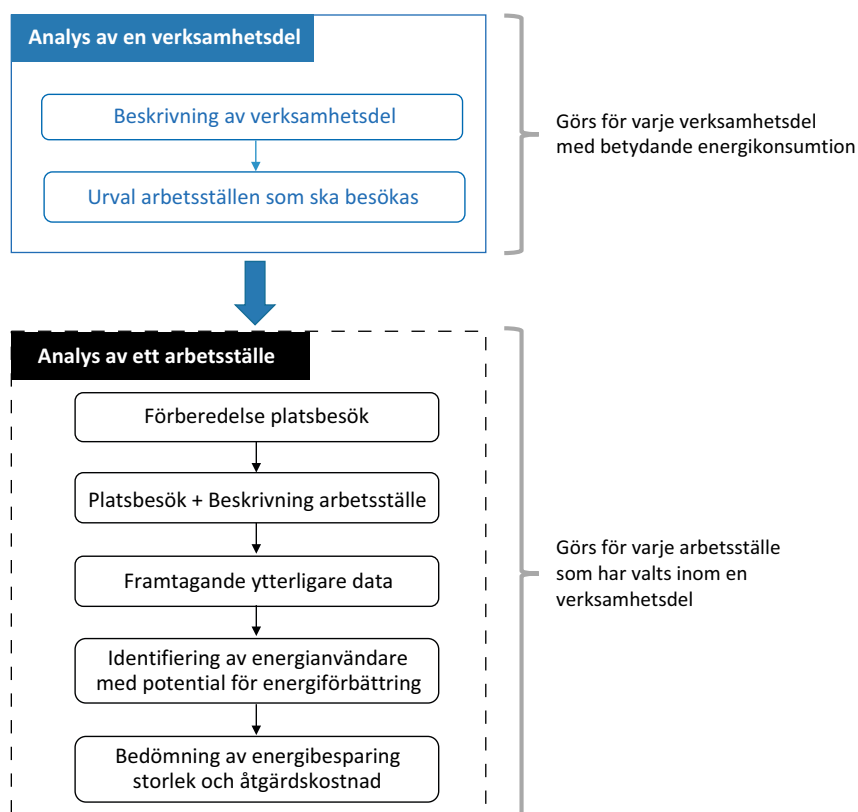 Analys av en verksamhetsdel
Beskrivning av verksamhetsdel
Urval arbetsställen som ska besökas
Görs för varje verksamhetsdel
med betydande energikonsumtion
Analys av ett arbetsställe
Förberedelse platsbesök
Platsbesök + Beskrivning arbetsställe
Framtagande ytterligare data
Identifiering av energianvändare
med potential för energiförbättring
Bedömning av energibesparing
storlek och åtgärdskostnad
Görs för varje arbetsställe
som har valts inom en
verksamhetsdel